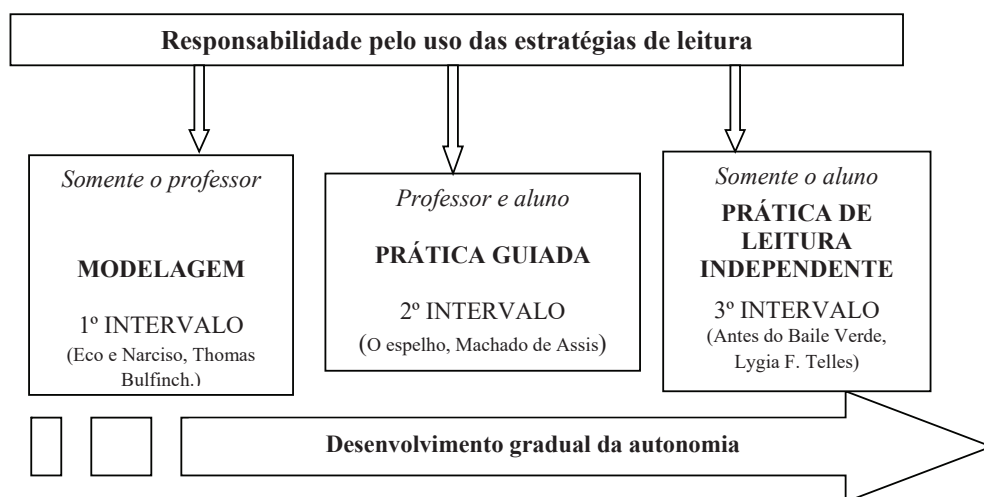 Responsabilidade pelo uso das estratégias de leitura
Somente o professor
MODELAGEM
1º INTERVALO
(Eco e Narciso, Thomas
Bulfinch.)
Professor e aluno
PRÁTICA GUIADA
2º INTERVALO
(O espelho, Machado de Assis)
Somente o aluno
PRÁTICA DE
LEITURA
INDEPENDENTE
3º INTERVALO
(Antes do Baile Verde,
Lygia F. Telles)
Desenvolvimento gradual da autonomia